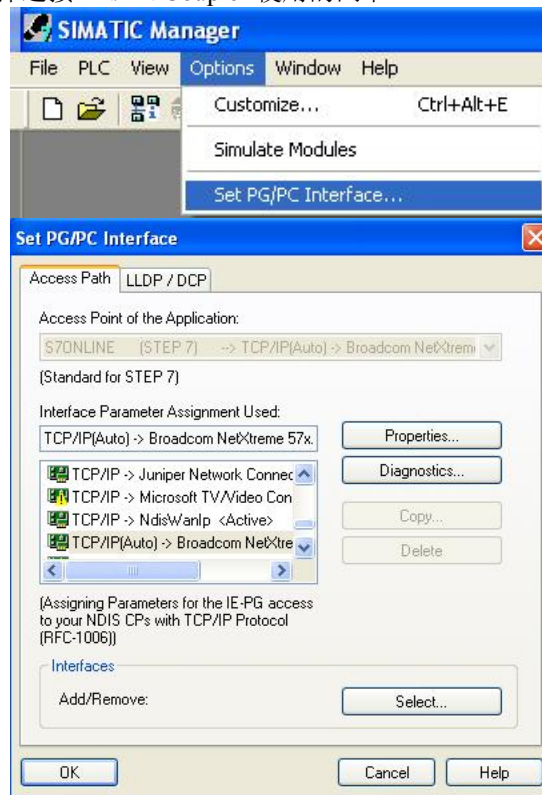 使用的网卡
SIMATIC Manager
File PLC View Options Window Help
Customize... Ctrl+Alt+E
Simulate Modules
Set PG/PC Interface...
Set PG/PC Interface
Access Path LLDP / DCP
Access Point of the Application:
S7ONLINE (STEP 7) --> TCP/IP(Auto) -> Broadcom NetXtrem
(Standard for STEP 7)
Interface Parameter Assignment Used:
TCP/IP(Auto) -> Broadcom NetXtreme 57x.
Properties...
Diagnostics...
TCP/IP -> Juniper Network Connec
TCP/IP -> Microsoft TV/Video Con
TCP/IP -> NdisWanIp <Active>
TCP/IP(Auto) -> Broadcom NetXtre
Copy...
Delete
(Assigning Parameters for the IE-PG access
to your NDIS CPs with TCP/IP Protocol
(RFC-1006))
Interfaces
Add/Remove:
Select...
OK Cancel Help